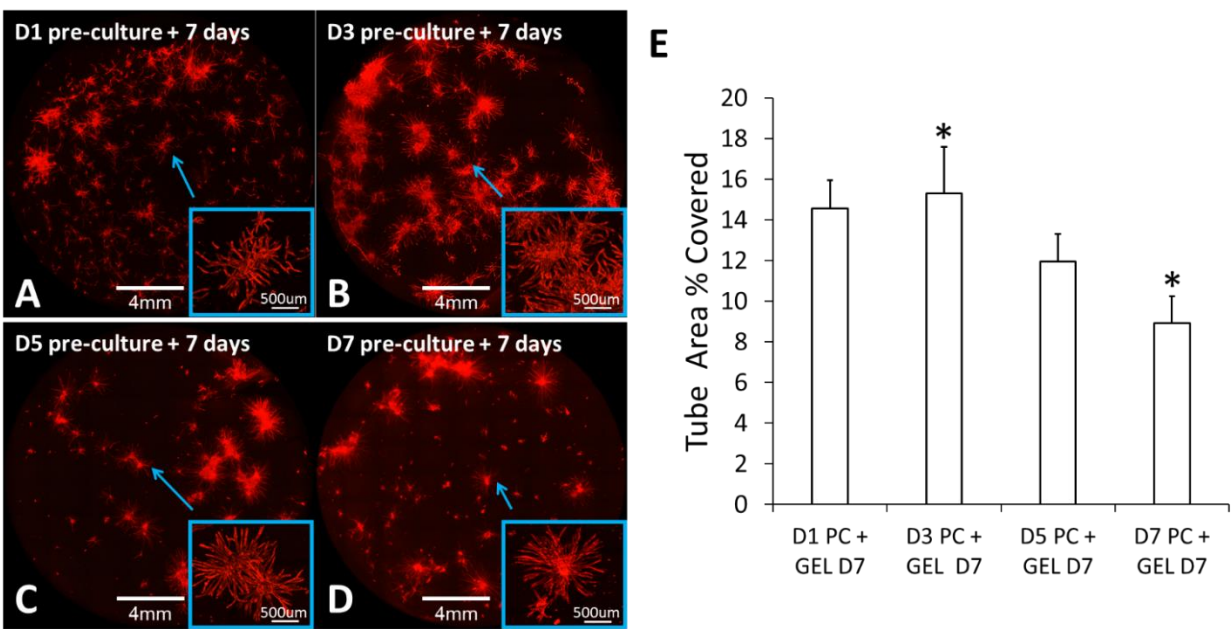 D1 pre-culture + 7 days
A
4mm
500um
D3 pre-culture + 7 days
B
4mm
500um
D5 pre-culture + 7 days
C
4mm
500um
D7 pre-culture + 7 days
D
4mm
500um
E
Tube Area % Covered
20
18
16
14
12
10
8
6
4
2
0
*
*
D1 PC +
GEL D7
D3 PC +
GEL D7
D5 PC +
GEL D7
D7 PC +
GEL D7